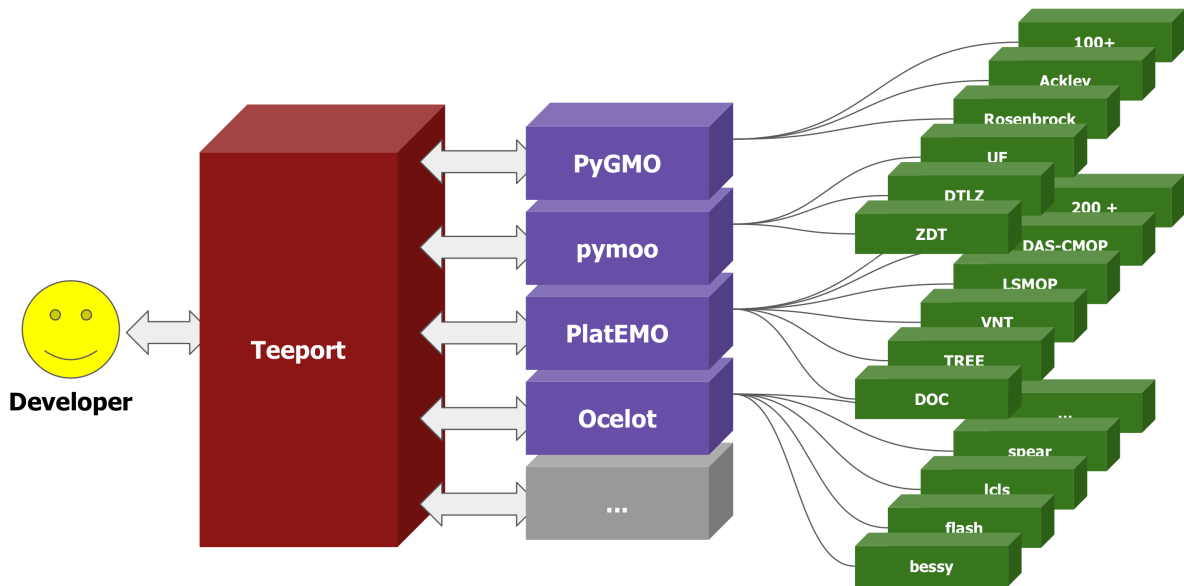 Developer
Teeport
PyGMO
pymoo
PlatEMO
Ocelot
...
100+
Ackley
Rosenbrock
UF
DTLZ
ZDT
200 +
DAS-CMOP
LSMOP
VNT
TREE
DOC
...
spear
lcls
flash
bessy